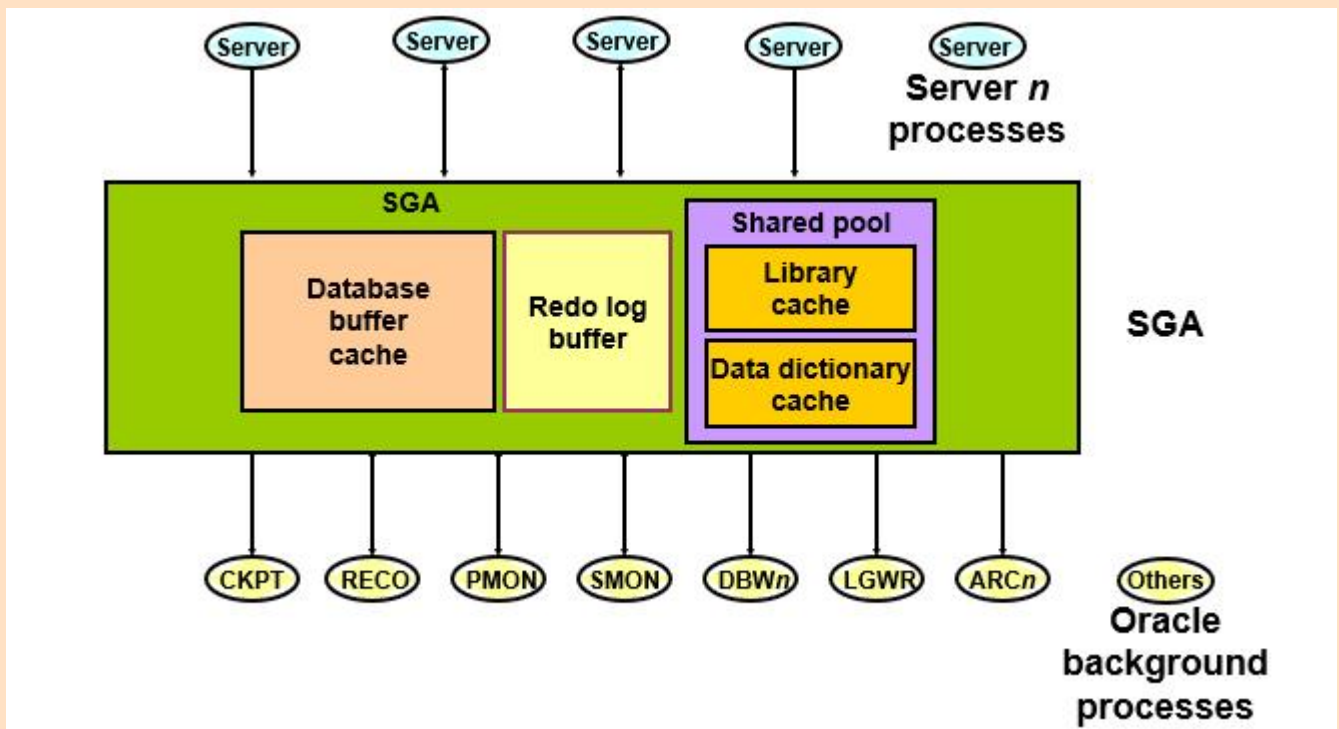 Server
Server
Server
Server
Server
Server n
processes
SGA
Database
buffer
cache
Redo log
buffer
Shared pool
Library
cache
Data dictionary
cache
SGA
CKPT
RECO
PMON
SMON
DBWn
LGWR
ARCn
Others
Oracle
background
processes